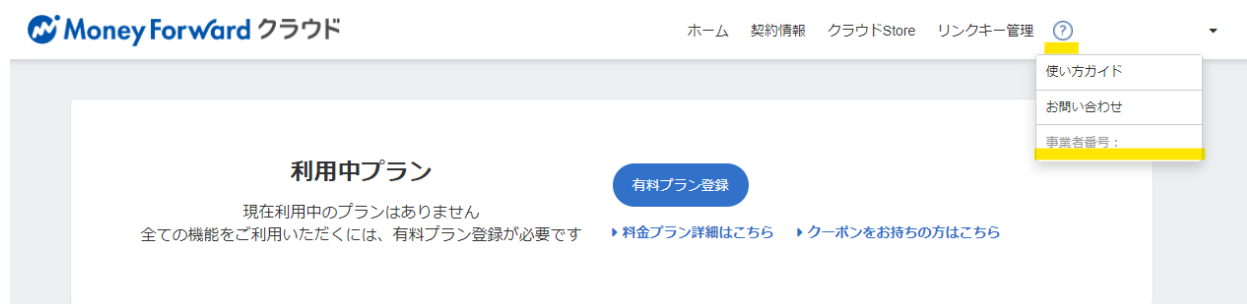 Money Forward クラウド
ホーム 契約情報 クラウドStore リンクキー管理 ?
使い方ガイド
お問い合わせ
事業者番号：
利用中プラン
現在利用中のプランはありません
全ての機能をご利用いただくには、有料プラン登録が必要です
有料プラン登録
料金プラン詳細はこちら クーポンをお持ちの方はこちら